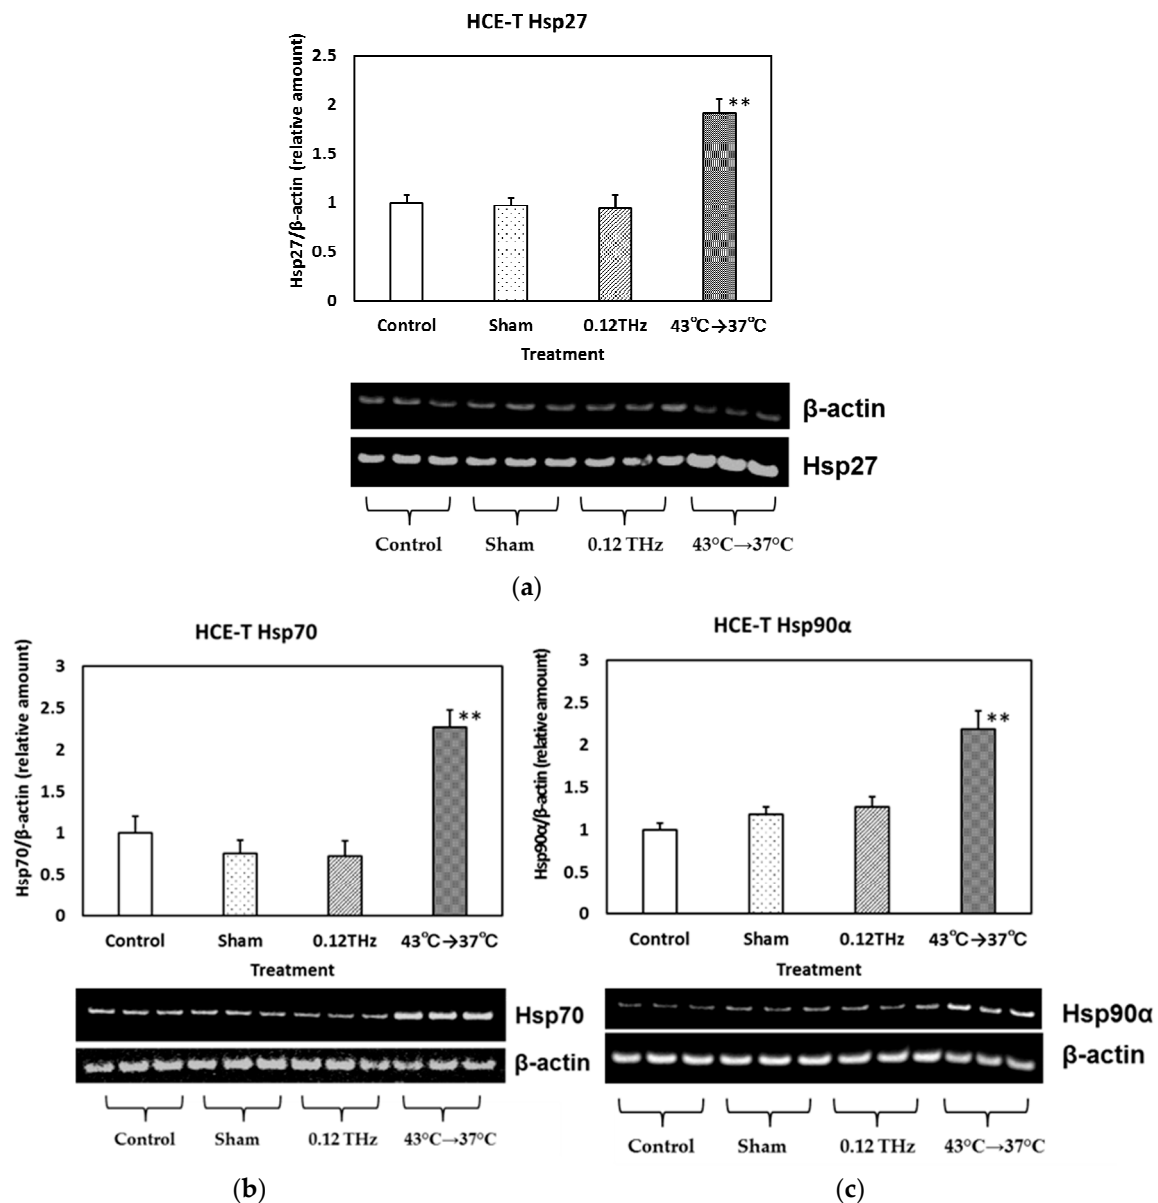 HCE-T Hsp27
Hsp27/β-actin (relative amount)
2.5
2
1.5
1
0.5
0
**
Control Sham 0.12THz 43℃→37℃
Treatment
β-actin
Hsp27
Control Sham 0.12 THz 43°C→37°C
(a)
HCE-T Hsp70
Hsp70/β-actin (relative amount)
3
2.5
2
1.5
1
0.5
0
**
Control Sham 0.12THz 43℃→37℃
Treatment
Hsp70
β-actin
Control Sham 0.12 THz 43°C→37°C
(b)
HCE-T Hsp90α
Hsp90α/β-actin (relative amount)
3
2.5
2
1.5
1
0.5
0
**
Control Sham 0.12THz 43℃→37℃
Treatment
Hsp90α
β-actin
Control Sham 0.12 THz 43°C→37°C
(c)